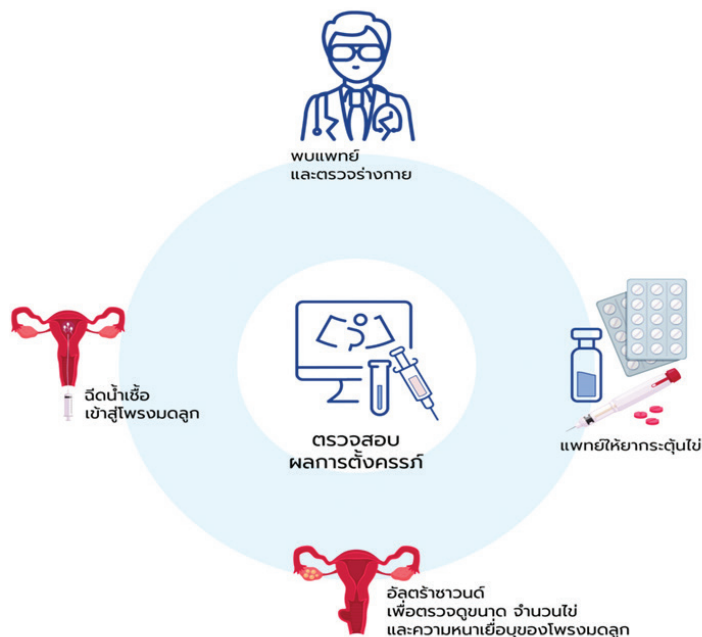 พบแพทย์
และตรวจร่างกาย
แพทย์ให้ยากระตุ้นไข่
อัลตร้าซาวนด์
เพื่อตรวจดูขนาด จำนวนไข่
และความหนาเยื่อบุของโพรงมดลูก
ฉีดน้ำเชื้อ
เข้าสู่โพรงมดลูก
ตรวจสอบ
ผลการตั้งครรภ์